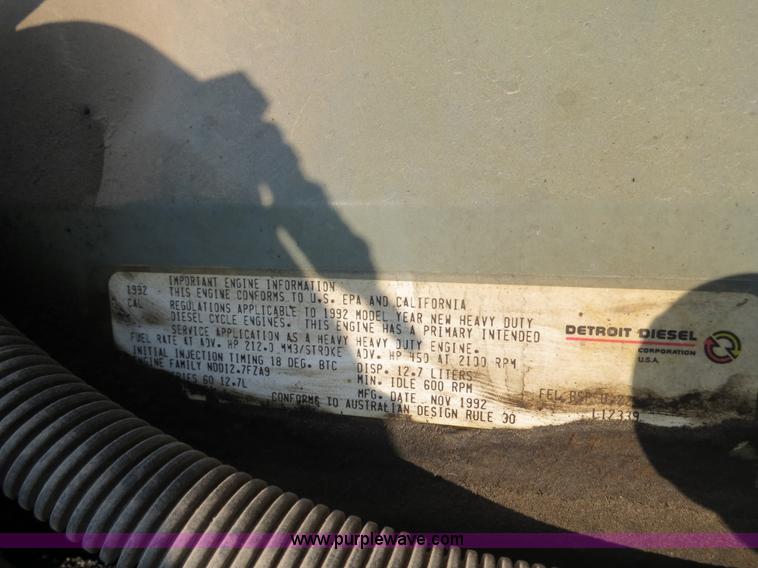 1992 IMPORTANT ENGINE INFORMATION
CAL. THIS ENGINE CONFORMS TO U.S. EPA AND CALIFORNIA
REGULATIONS APPLICABLE TO 1992 MODEL YEAR NEW HEAVY DUTY
DIESEL CYCLE ENGINES. THIS ENGINE HAS A PRIMARY INTENDED
SERVICE APPLICATION AS A HEAVY HEAVY DUTY ENGINE.
FUEL RATE AT ADV. HP 212.0 MM3/STROKE ADV. HP 450 AT 2100 RPM
INITIAL INJECTION TIMING 18 DEG. BTC DISP. 12.7 LITERS
ENGINE FAMILY NDD12.7FZA9 MIN. IDLE 600 RPM
60 12.7L MFG. DATE NOV 1992
CONFORMS TO AUSTRALIAN DESIGN RULE 30
DETROIT DIESEL
CORPORATION
U.S.A.
FEL
L12339
www.purplewave.com